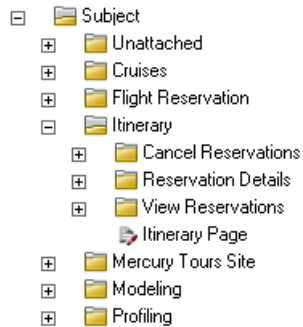 Subject
Unattached
Cruises
Flight Reservation
Itinerary
Cancel Reservations
Reservation Details
View Reservations
Itinerary Page
Mercury Tours Site
Modeling
Profiling